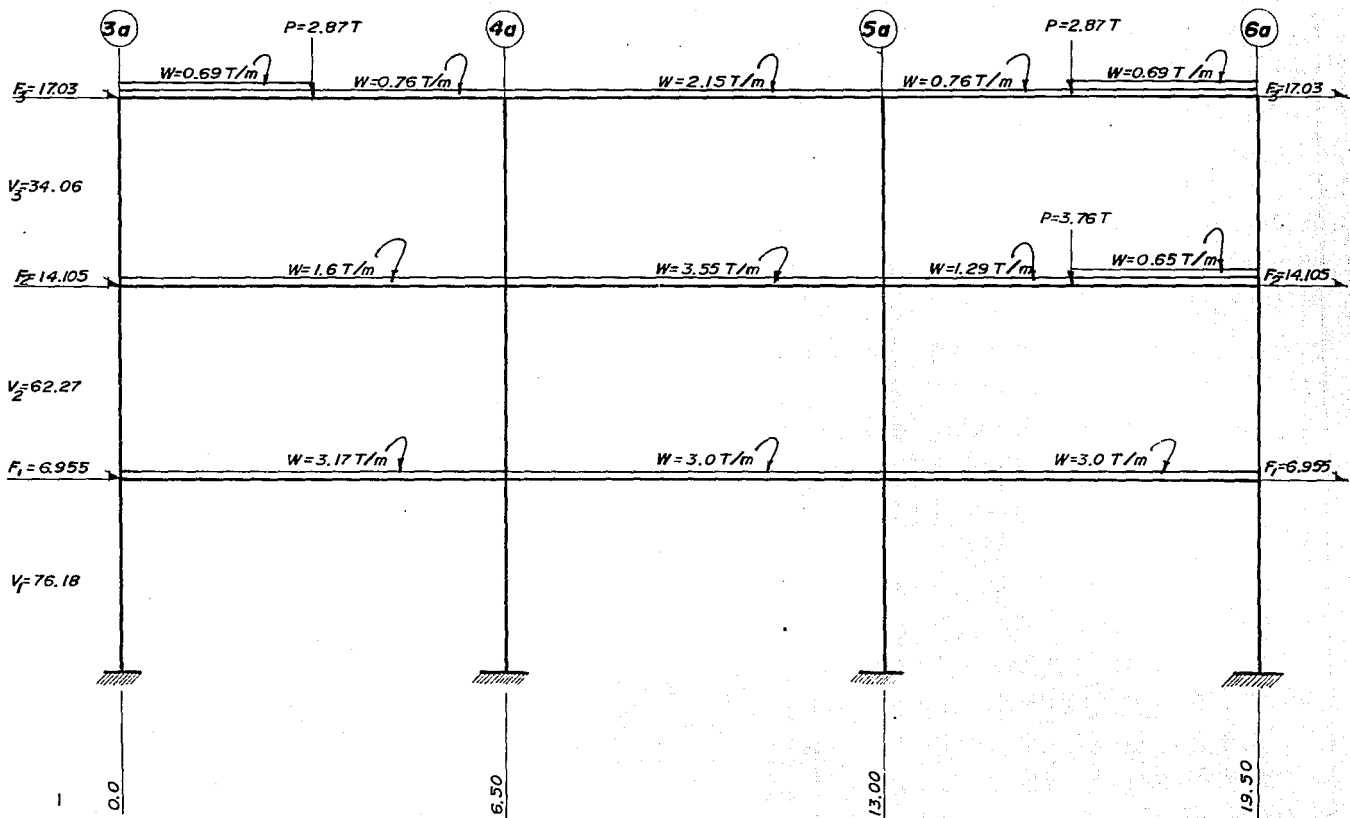 3a
4a
5a
6a
P=2.87 T
P=2.87 T
W=0.69 T/m
W=0.76 T/m
W=2.15 T/m
W=0.76 T/m
W=0.69 T/m
F3=17.03
F3=17.03
V3=34.06
P=3.76 T
W=1.6 T/m
W=3.55 T/m
W=1.29 T/m
W=0.65 T/m
F2=14.105
F2=14.105
V2=62.27
W=3.17 T/m
W=3.0 T/m
W=3.0 T/m
F1=6.955
F1=6.955
V1=76.18
0.0
6.50
13.00
19.50